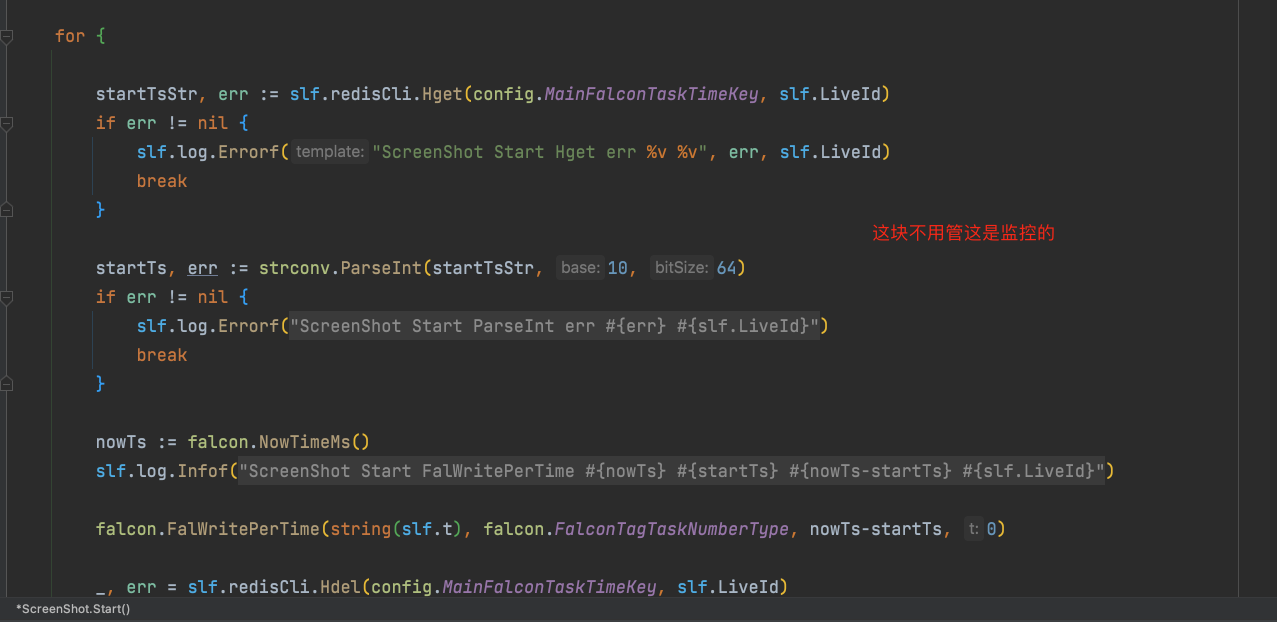 for {
startTsStr, err := slf.redisCli.Hget(config.MainFalconTaskTimeKey, slf.LiveId)
if err != nil {
slf.log.Errorf( template: "ScreenShot Start Hget err %v %v", err, slf.LiveId)
break
}
这块不用管这是监控的
startTs, err := strconv.ParseInt(startTsStr, base: 10, bitSize: 64)
if err != nil {
slf.log.Errorf("ScreenShot Start ParseInt err #{err} #{slf.LiveId}")
break
}
nowTs := falcon.NowTimeMs()
slf.log.Infof("ScreenShot Start FalWritePerTime #{nowTs} #{startTs} #{nowTs-startTs} #{slf.LiveId}")
falcon.FalWritePerTime(string(slf.t), falcon.FalconTagTaskNumberType, nowTs-startTs, t: 0)
_, err = slf.redisCli.Hdel(config.MainFalconTaskTimeKey, slf.LiveId)
*ScreenShot.Start()